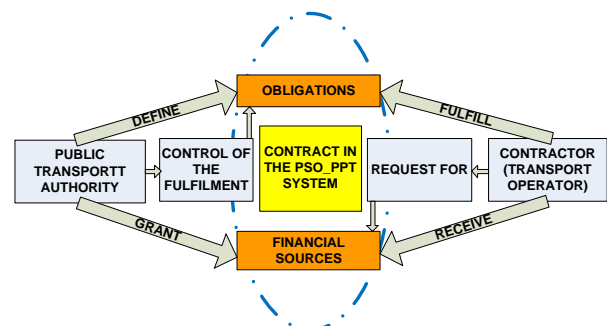 OBLIGATIONS
DEFINE
FULFILL
PUBLIC
TRANSPORTT
AUTHORITY
CONTROL OF
THE
FULFILMENT
CONTRACT IN
THE PSO_PPT
SYSTEM
REQUEST FOR
CONTRACTOR
(TRANSPORT
OPERATOR)
GRANT
RECEIVE
FINANCIAL
SOURCES